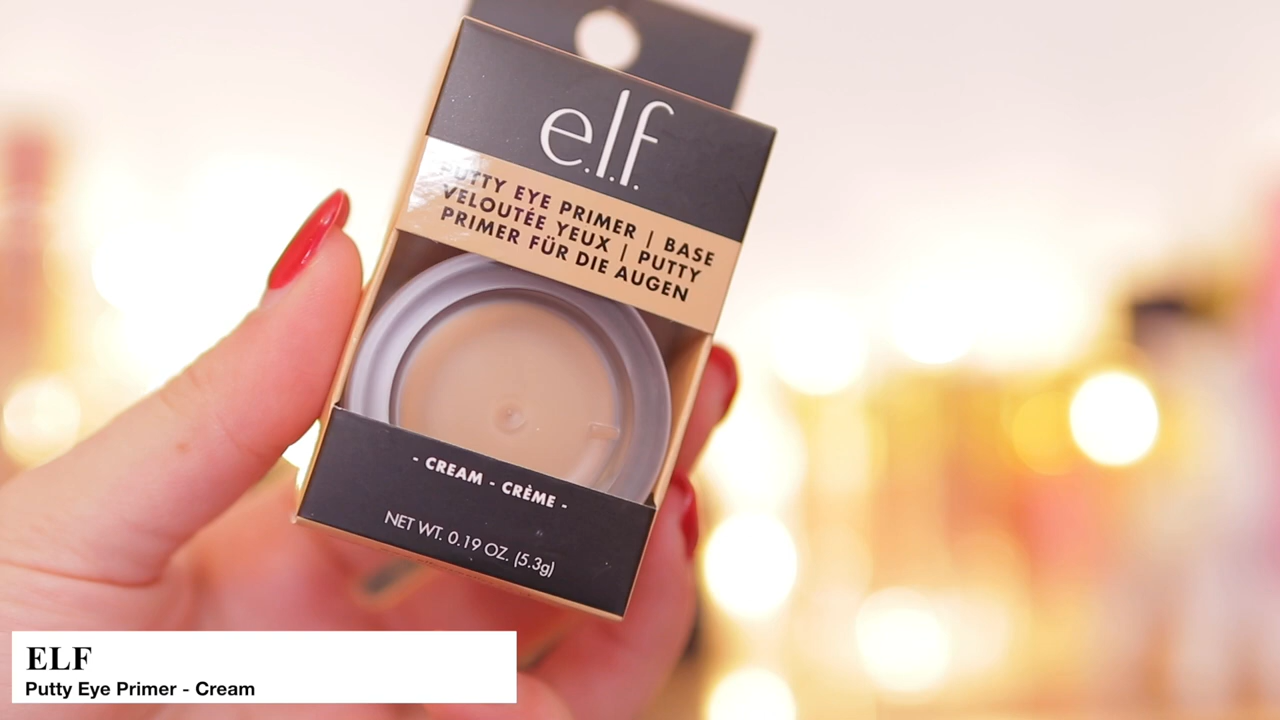 e.l.f.
PUTTY EYE PRIMER | BASE
VELOUTÉE YEUX | PUTTY
PRIMER FÜR DIE AUGEN
- CREAM - CRÈME -
NET WT. 0.19 OZ. (5.3g)
ELF
Putty Eye Primer - Cream